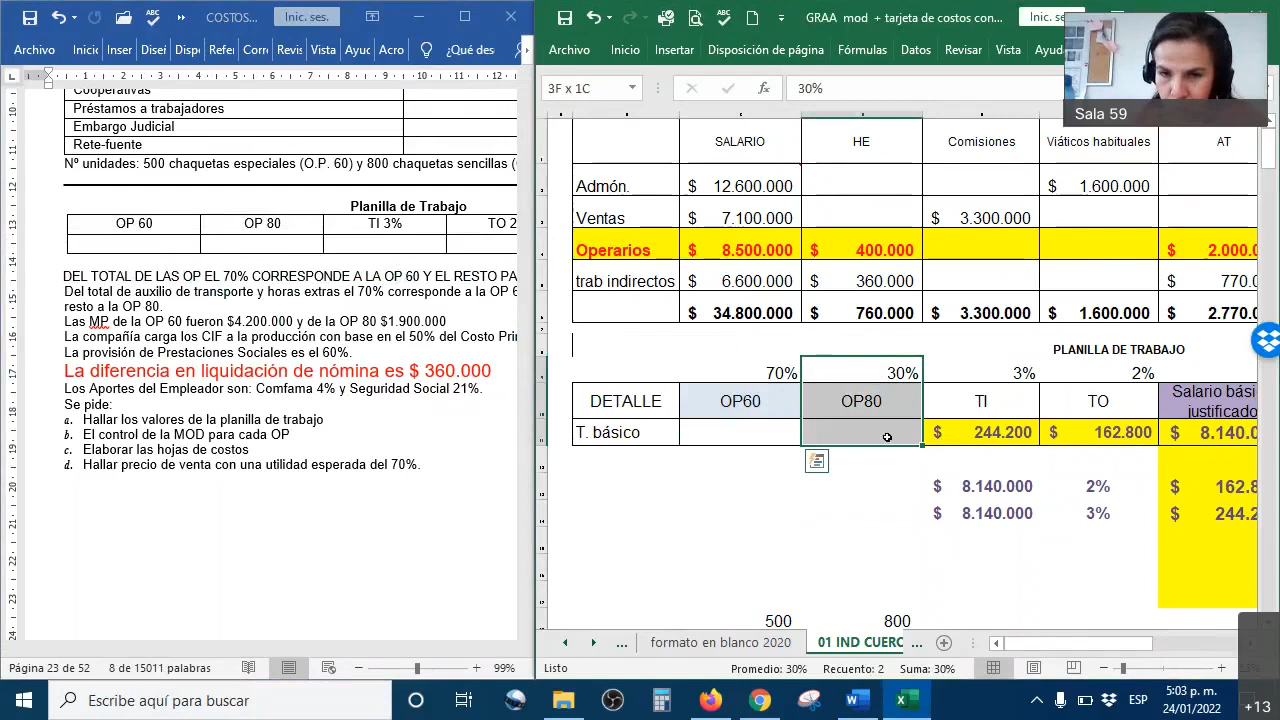 COSTOS...
Inic. ses.
GRAA mod + tarjeta de costos con...
Inic. ses.
Archivo
Inic
Inser
Disei
Disp
Refer
Corr
Revis
Vista
Ayuc
Acro
¿Qué des
Archivo
Inicio
Insertar
Disposición de página
Fórmulas
Datos
Revisar
Vista
Ayuda
3F x 1C
30%
Sala 59
Cooperativas
Préstamos a trabajadores
Embargo Judicial
Rete-fuente
Nº unidades: 500 chaquetas especiales (O.P. 60) y 800 chaquetas sencillas (
Planilla de Trabajo
OP 60 OP 80 TI 3% TO 2
DEL TOTAL DE LAS OP EL 70% CORRESPONDE A LA OP 60 Y EL RESTO PA
Del total de auxilio de transporte y horas extras el 70% corresponde a la OP 6
resto a la OP 80.
Las MP de la OP 60 fueron $4.200.000 y de la OP 80 $1.900.000
La compañía carga los CIF a la producción con base en el 50% del Costo Prin
La provisión de Prestaciones Sociales es el 60%.
La diferencia en liquidación de nómina es $ 360.000
Los Aportes del Empleador son: Comfama 4% y Seguridad Social 21%.
Se pide:
a. Hallar los valores de la planilla de trabajo
b. El control de la MOD para cada OP
c. Elaborar las hojas de costos
d. Hallar precio de venta con una utilidad esperada del 70%.
SALARIO HE Comisiones Viáticos habituales AT
Admón. $ 12.600.000 $ 1.600.000
Ventas $ 7.100.000 $ 3.300.000
Operarios $ 8.500.000 $ 400.000 $ 2.000.0
trab indirectos $ 6.600.000 $ 360.000 $ 770.0
$ 34.800.000 $ 760.000 $ 3.300.000 $ 1.600.000 $ 2.770.0
PLANILLA DE TRABAJO
70% 30% 3% 2%
DETALLE OP60 OP80 TI TO Salario bási
justificado
T. básico $ 244.200 $ 162.800 $ 8.140.0
$ 8.140.000 2% $ 162.8
$ 8.140.000 3% $ 244.2
500 800
... formato en blanco 2020 01 IND CUERO ...
Página 23 de 52 8 de 15011 palabras 99%
Listo Promedio: 30% Recuento: 2 Suma: 30%
Escribe aquí para buscar
ESP
5:03 p. m.
24/01/2022
+13